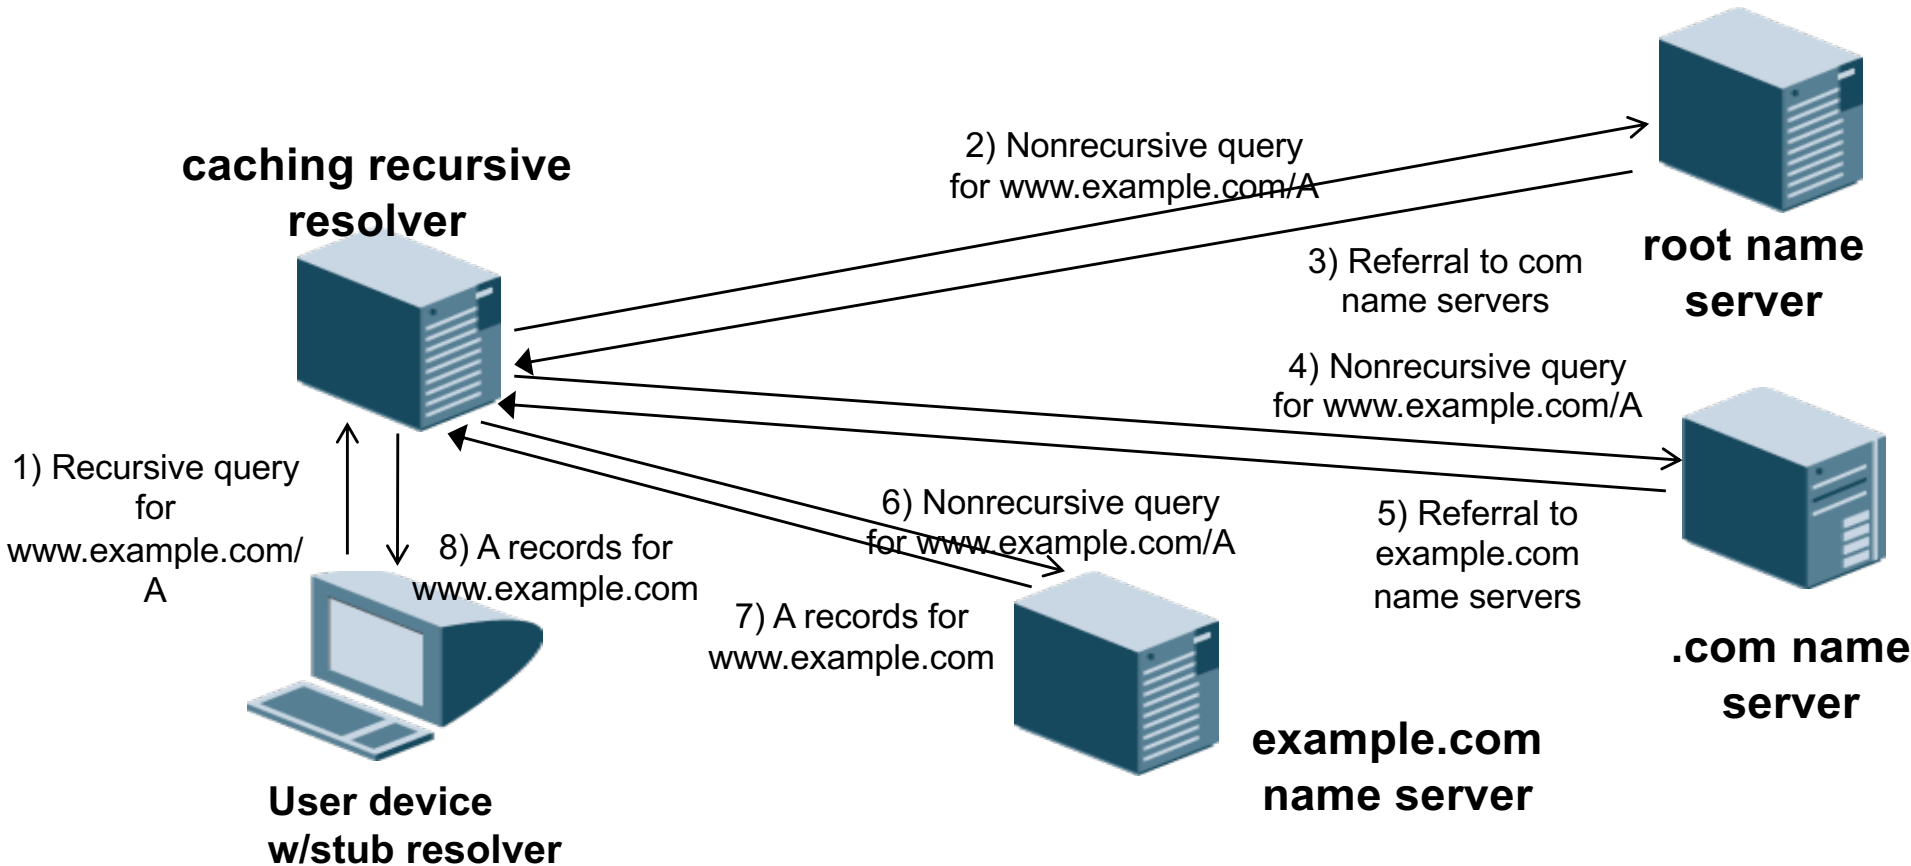 caching recursive
resolver
2) Nonrecursive query
for www.example.com/A
root name
server
3) Referral to com
name servers
4) Nonrecursive query
for www.example.com/A
1) Recursive query
for
www.example.com/
A
8) A records for
www.example.com
6) Nonrecursive query
for www.example.com/A
5) Referral to
example.com
name servers
7) A records for
www.example.com
.com name
server
example.com
name server
User device
w/stub resolver